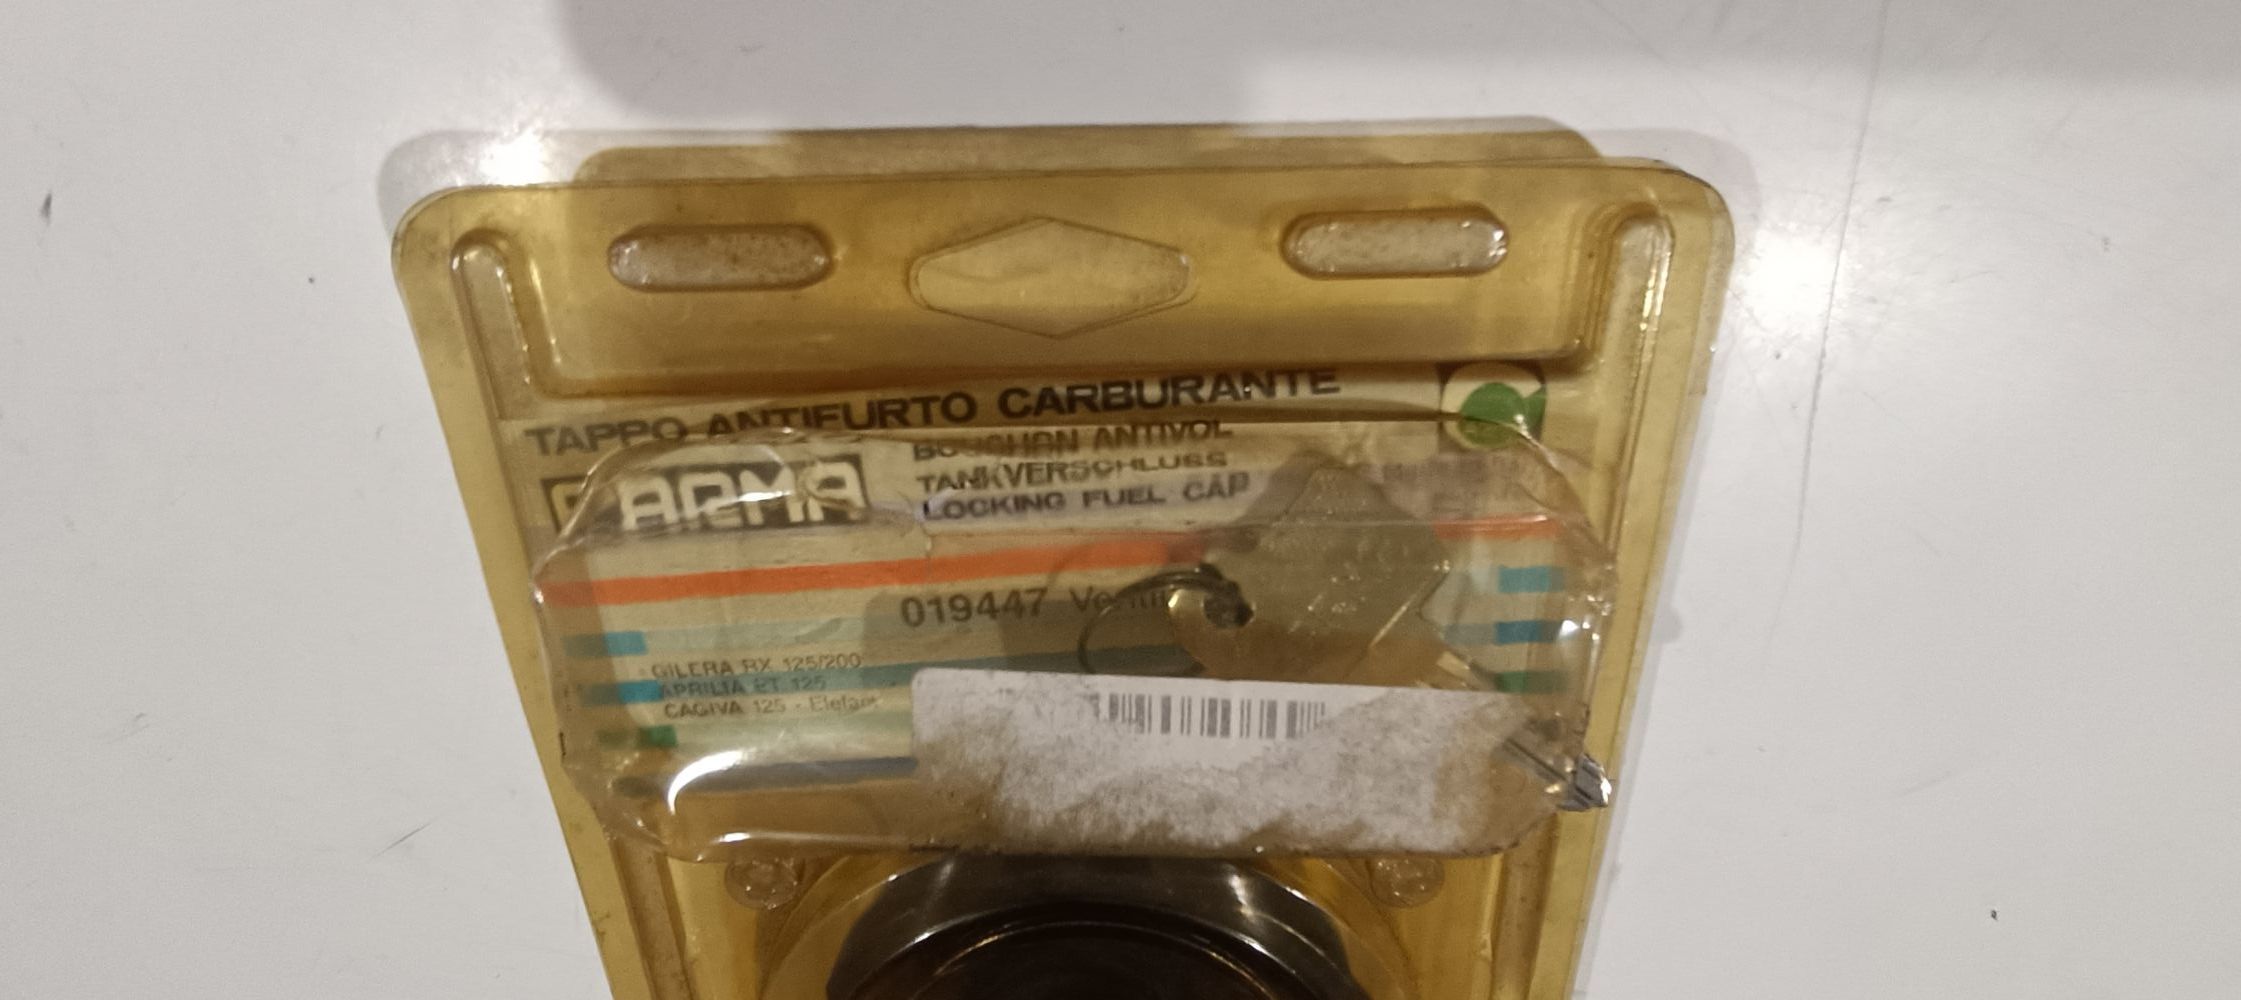 TAPPO ANTIFURTO CARBURANTE
FARMA
BOUCHON ANTIVOL
TANKVERSCHLUSS
LOCKING FUEL CAP
019447
GILERA RX 125/200
APRILIA ET 125
CAGIVA 125 - Elefant